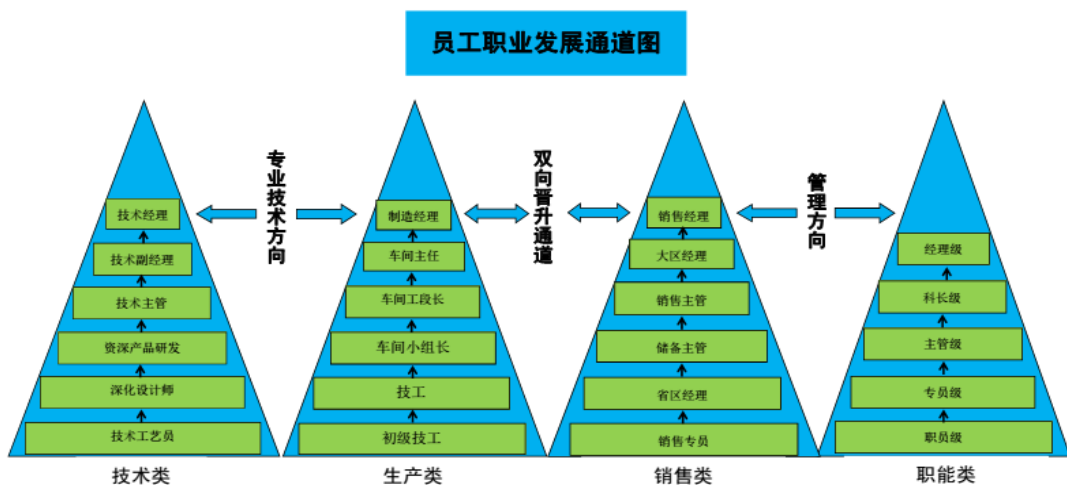 员工职业发展通道图
专业技术方向
双向晋升通道
管理方向
技术经理
技术副经理
技术主管
资深产品研发
深化设计师
技术工艺员
技术类
制造经理
车间主任
车间工段长
车间小组长
技工
初级技工
生产类
销售经理
大区经理
销售主管
储备主管
省区经理
销售专员
销售类
经理级
科长级
主管级
专员级
职员级
职能类